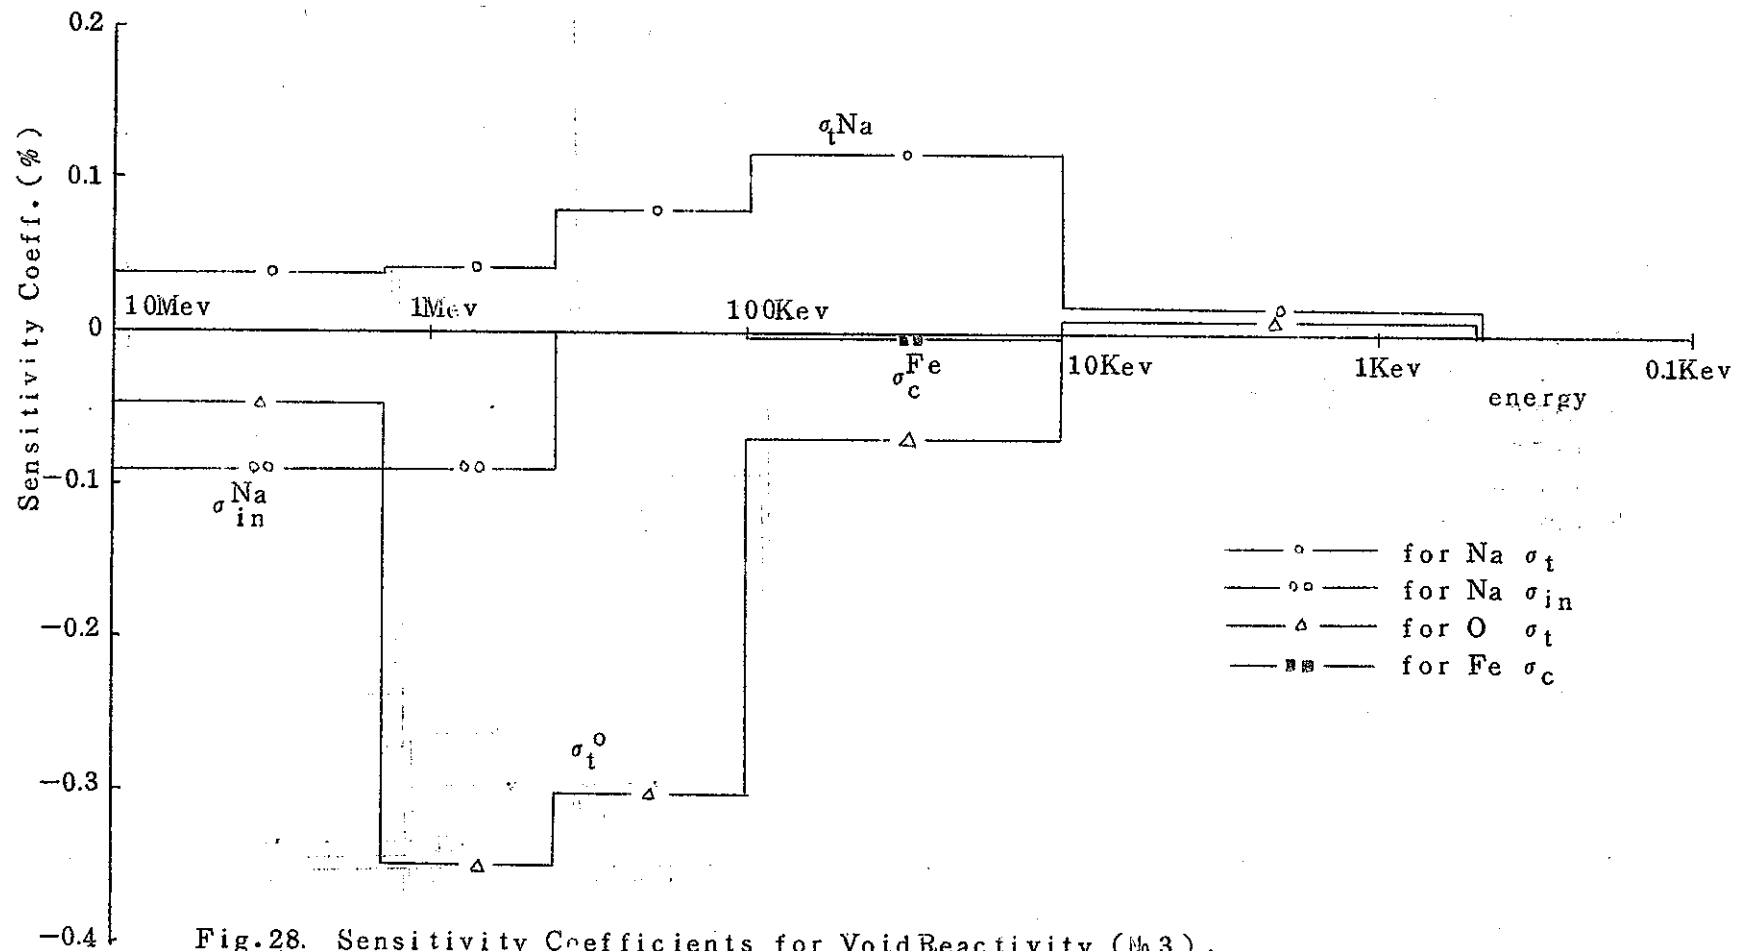 0.2
σtNa
Sensitivity Coeff. (%)
0.1
10Mev
1Mev
100Kev
0
σcFe
10Kev
1Kev
0.1Kev
energy
−0.1
σinNa
for Na σt
for Na σin
−0.2
for O σt
for Fe σc
σtO
−0.3
−0.4
Fig.28. Sensitivity Coefficients for Void Reactivity (№3).